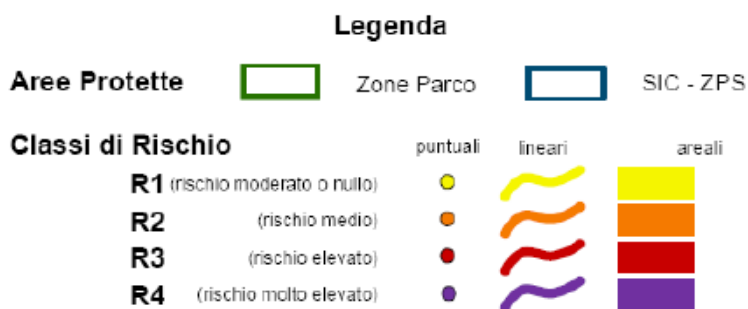 Legenda
Aree Protette Zone Parco SIC - ZPS
Classi di Rischio puntuali lineari areali
R1 (rischio moderato o nullo)
R2 (rischio medio)
R3 (rischio elevato)
R4 (rischio molto elevato)